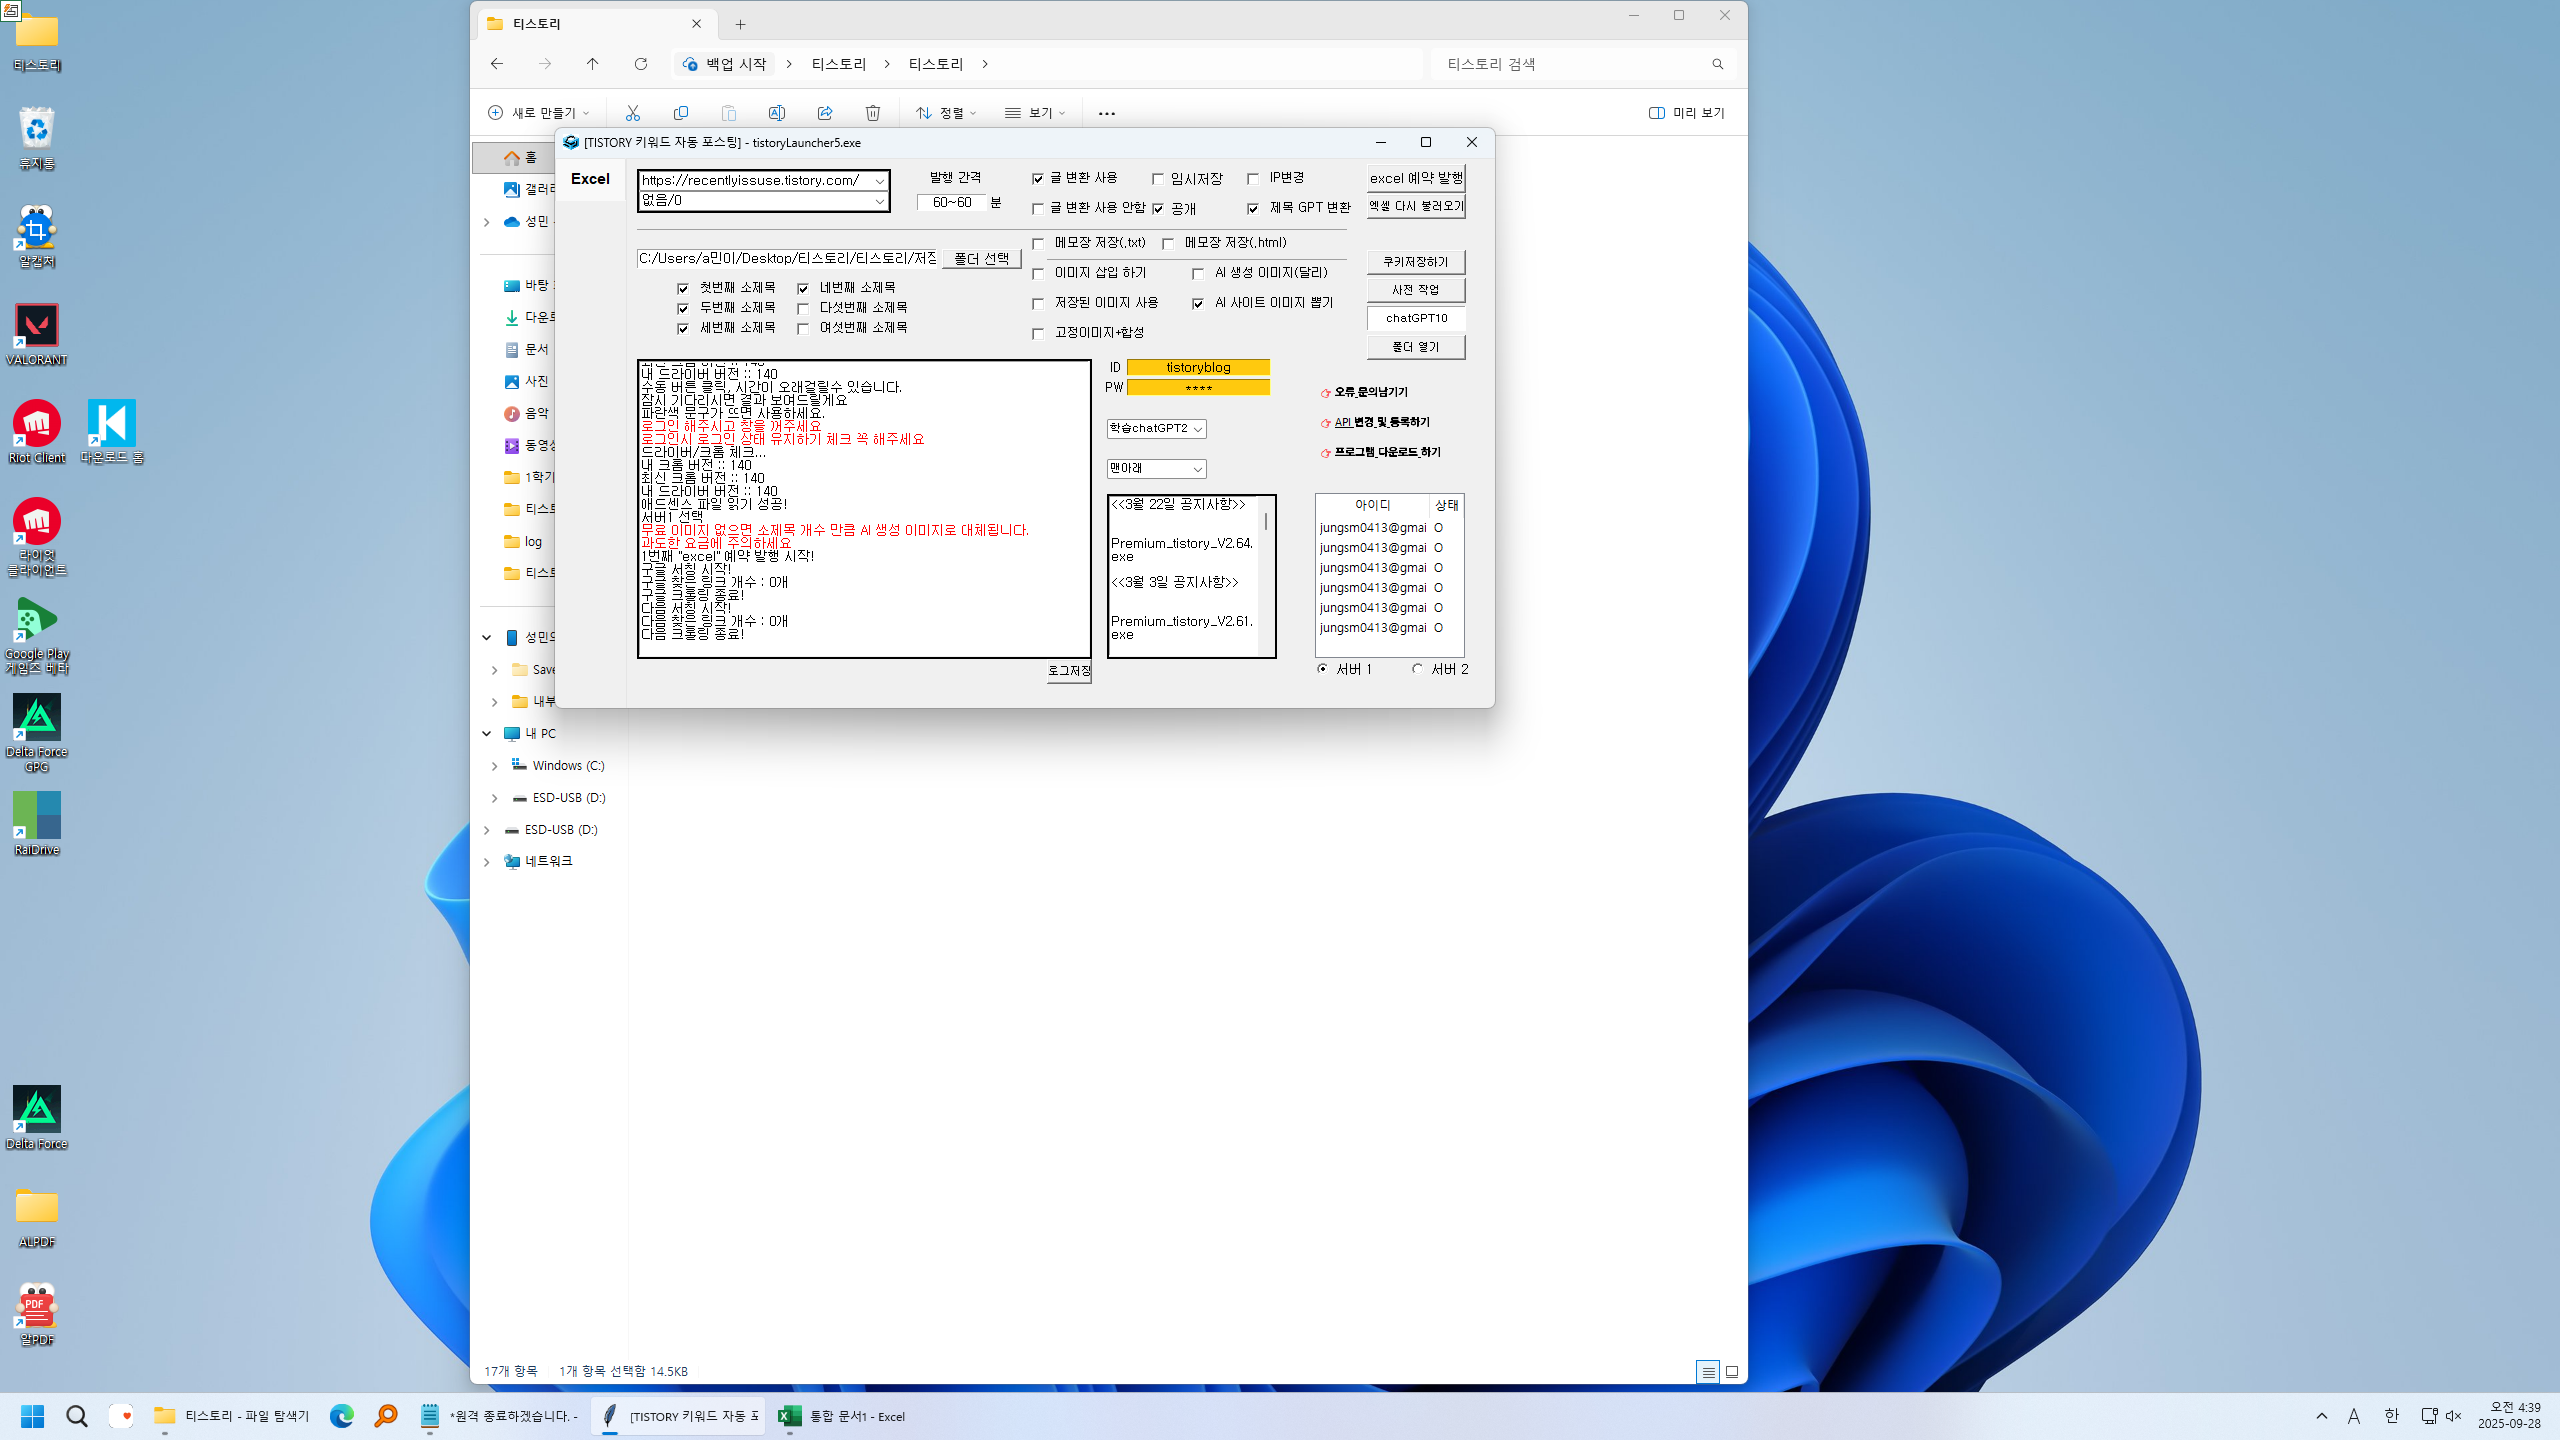 티스토리
휴지통
알캡처
VALORANT
Riot Client
다운로드 홈
라이엇
클라이언트
Google Play
게임즈 베타
Delta Force
GPG
RaiDrive
Delta Force
ALPDF
알PDF
티스토리
백업 시작
티스토리
티스토리
티스토리 검색
새로 만들기
정렬
보기
미리 보기
홈
갤러리
성민
바탕
다운로
문서
사진
음악
동영상
1학기
티스토
log
티스토
성민의
Save
내부
내 PC
Windows (C:)
ESD-USB (D:)
ESD-USB (D:)
네트워크
17개 항목
1개 항목 선택함 14.5KB
[TISTORY 키워드 자동 포스팅] - tistoryLauncher5.exe
Excel
https://recentlyissuse.tistory.com/
없음/0
발행 간격
60~60 분
글 변환 사용
임시저장
IP변경
글 변환 사용 안함
공개
제목 GPT 변환
excel 예약 발행
엑셀 다시 불러오기
메모장 저장(.txt)
메모장 저장(.html)
C:/Users/a민이/Desktop/티스토리/티스토리/저장
폴더 선택
이미지 삽입 하기
AI 생성 이미지(달리)
저장된 이미지 사용
AI 사이트 이미지 뽑기
고정이미지+합성
첫번째 소제목
네번째 소제목
두번째 소제목
다섯번째 소제목
세번째 소제목
여섯번째 소제목
쿠키저장하기
사전 작업
chatGPT10
폴더 열기
최신 크롬 버전 :: 140
내 드라이버 버전 :: 140
수동 버튼 클릭, 시간이 오래걸릴수 있습니다.
잠시 기다리시면 결과 보여드릴게요
파란색 문구가 뜨면 사용하세요.
로그인 해주시고 창을 꺼주세요
로그인시 로그인 상태 유지하기 체크 꼭 해주세요
드라이버/크롬 체크...
내 크롬 버전 :: 140
최신 크롬 버전 :: 140
내 드라이버 버전 :: 140
애드센스 파일 읽기 성공!
서버1 선택
무료 이미지 없으면 소제목 개수 만큼 AI 생성 이미지로 대체됩니다.
과도한 요금에 주의하세요
1번째 "excel" 예약 발행 시작!
구글 서칭 시작!
구글 찾은 링크 개수 : 0개
구글 크롤링 종료!
다음 서칭 시작!
다음 찾은 링크 개수 : 0개
다음 크롤링 종료!
로그저장
ID tistoryblog
PW ****
학습chatGPT2
맨아래
<<3월 22일 공지사항>>
Premium_tistory_V2.64.
exe
<<3월 3일 공지사항>>
Premium_tistory_V2.61.
exe
오류 문의남기기
API 변경 및 등록하기
프로그램 다운로드 하기
아이디 상태
jungsm0413@gmai O
jungsm0413@gmai O
jungsm0413@gmai O
jungsm0413@gmai O
jungsm0413@gmai O
jungsm0413@gmai O
서버 1
서버 2
티스토리 - 파일 탐색기
*원격 종료하겠습니다. -
[TISTORY 키워드 자동 포
통합 문서1 - Excel
A
한
오전 4:39
2025-09-28